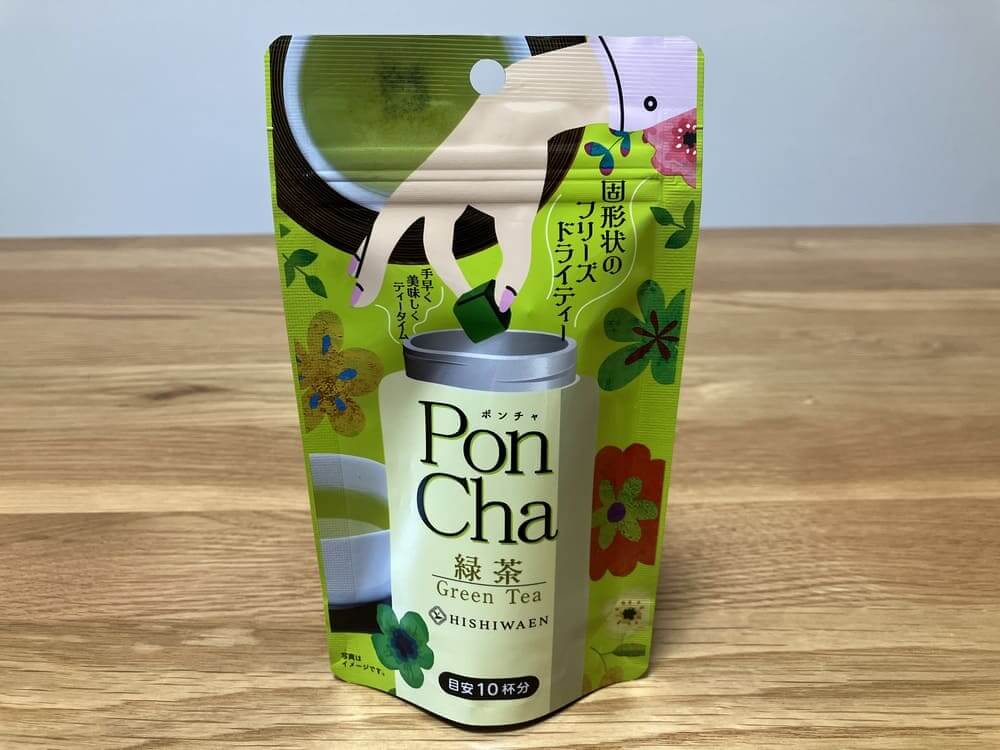 固形状の
フリーズ
ドライティー
手早く
美味しく
ティータイム
ポンチャ
Pon
Cha
緑茶
Green Tea
HISHIWAEN
目安10杯分
写真は
イメージです。